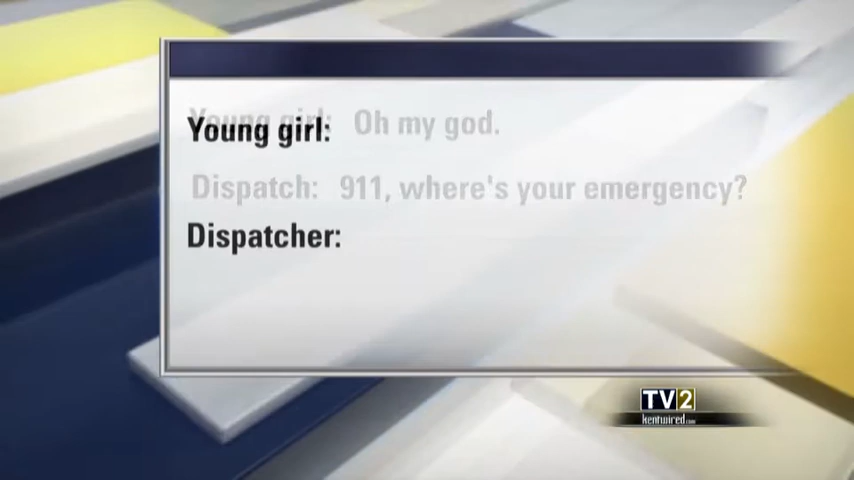 Young girl: Oh my god.
Young girl:
Dispatch: 911, where's your emergency?
Dispatcher:
TV2
kentwired.com